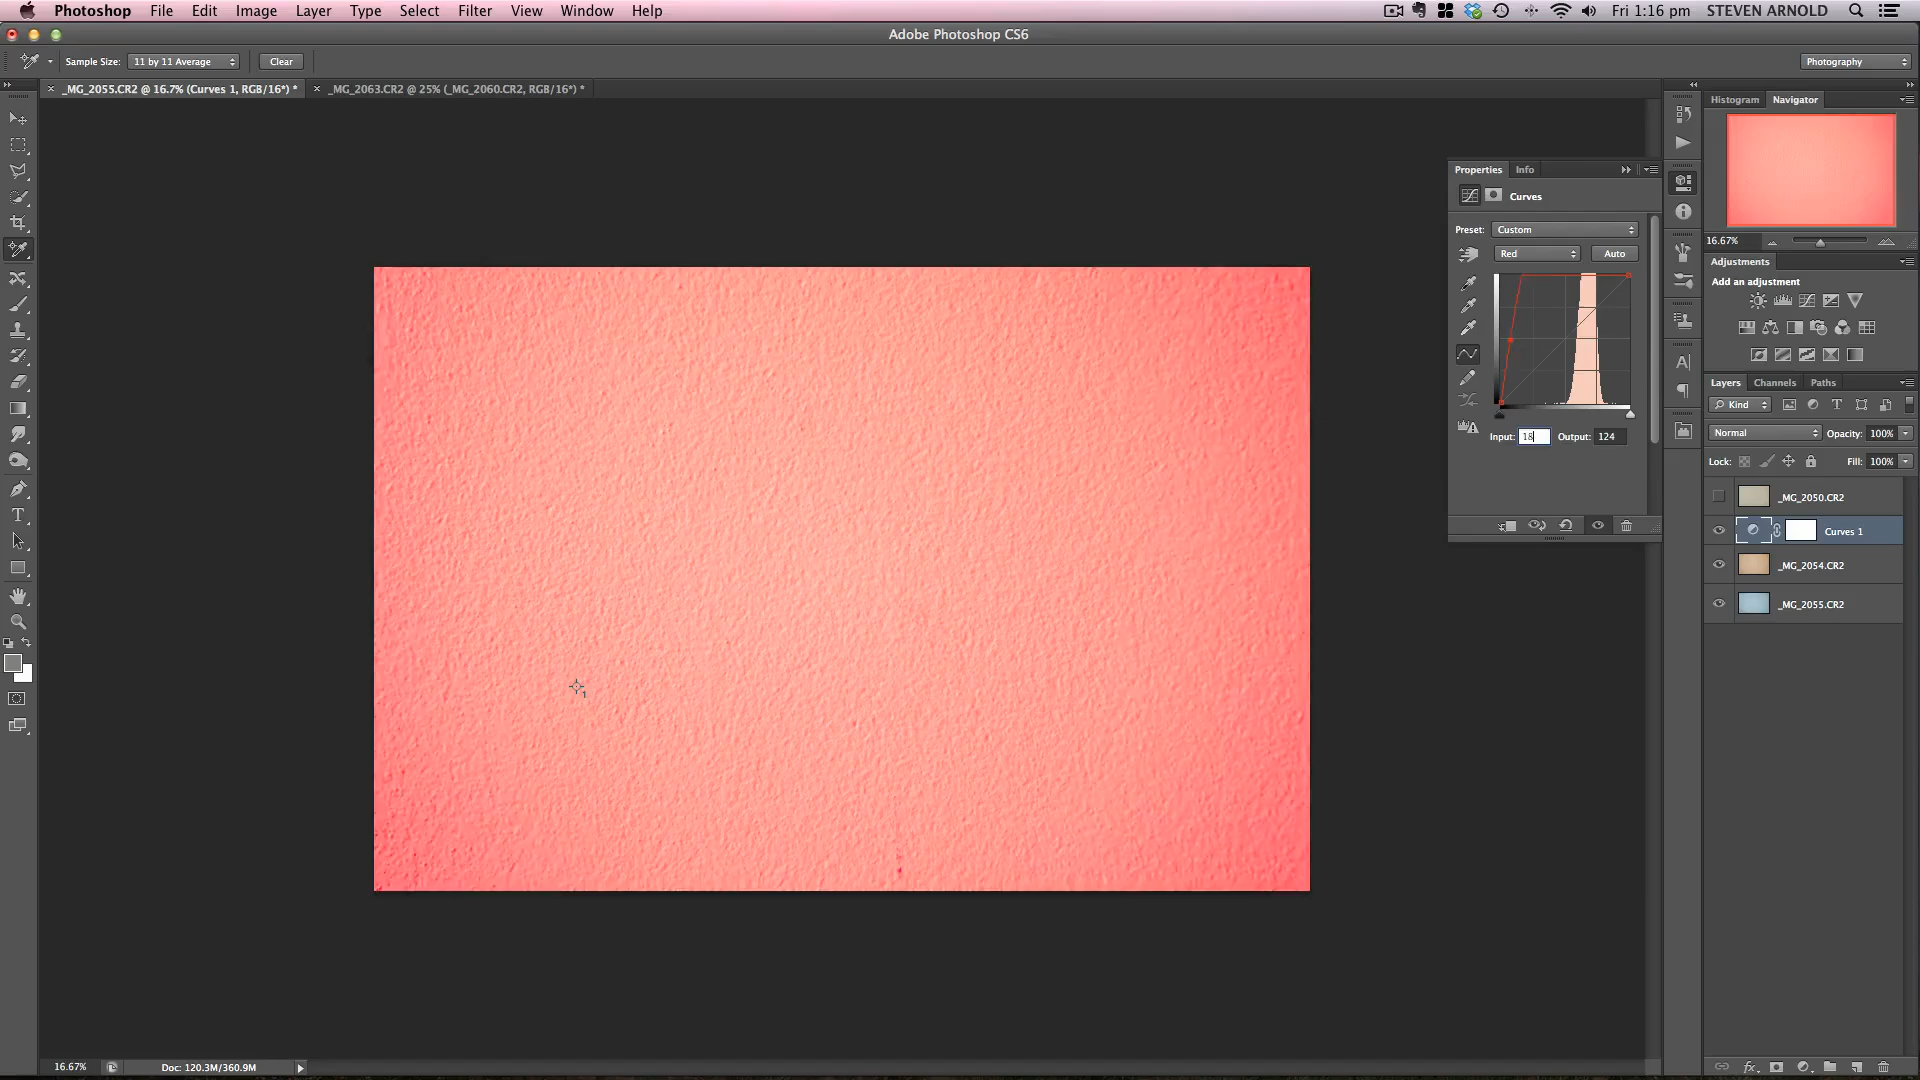 Photoshop File Edit Image Layer Type Select Filter View Window Help Fri 1:16 pm STEVEN ARNOLD
Adobe Photoshop CS6
Sample Size: 11 by 11 Average Clear Photography
_MG_2055.CR2 @ 16.7% (Curves 1, RGB/16*) * _MG_2063.CR2 @ 25% (_MG_2060.CR2, RGB/16*) *
Histogram Navigator
16.67%
Properties Info
Curves
Preset: Custom
Red Auto
Input: 18 Output: 124
Adjustments
Add an adjustment
Layers Channels Paths
Kind
Normal Opacity: 100%
Lock: Fill: 100%
_MG_2050.CR2
Curves 1
_MG_2054.CR2
_MG_2055.CR2
1
16.67% Doc: 120.3M/360.9M